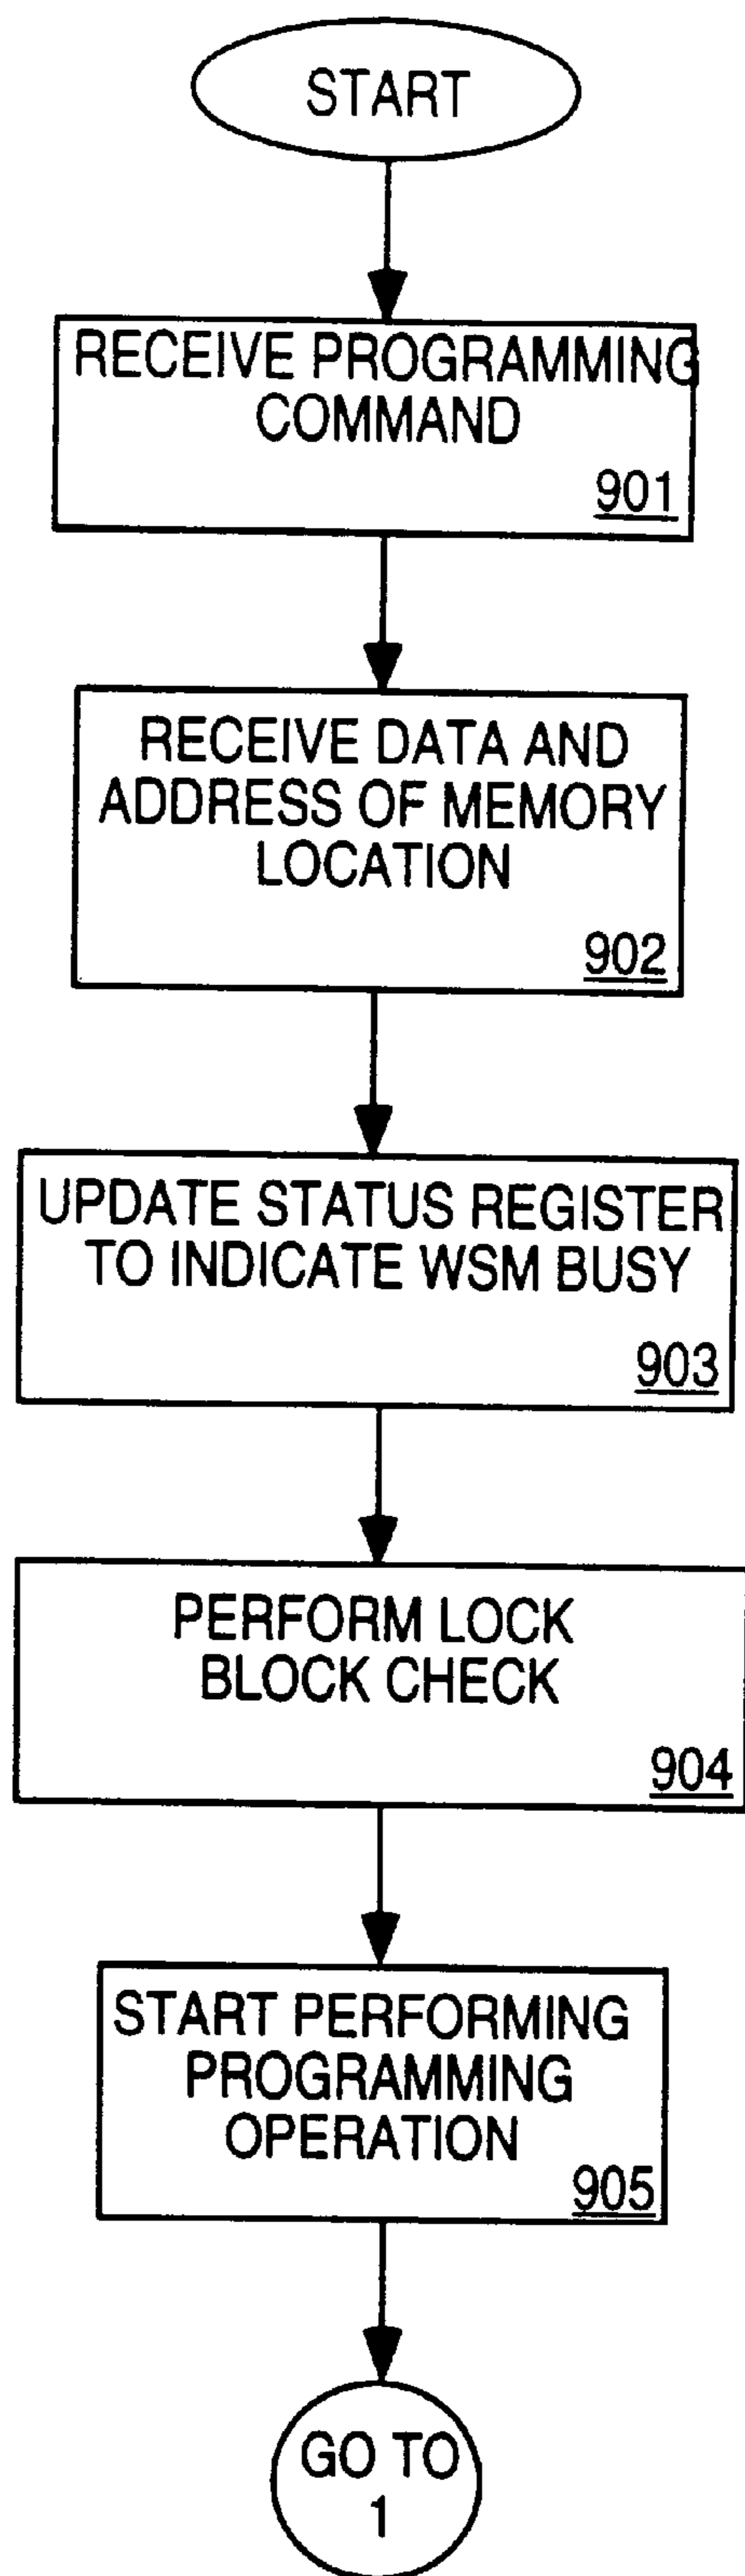 START
RECEIVE PROGRAMMING
COMMAND
901
RECEIVE DATA AND
ADDRESS OF MEMORY
LOCATION
902
UPDATE STATUS REGISTER
TO INDICATE WSM BUSY
903
PERFORM LOCK
BLOCK CHECK
904
START PERFORMING
PROGRAMMING
OPERATION
905
GO TO
1